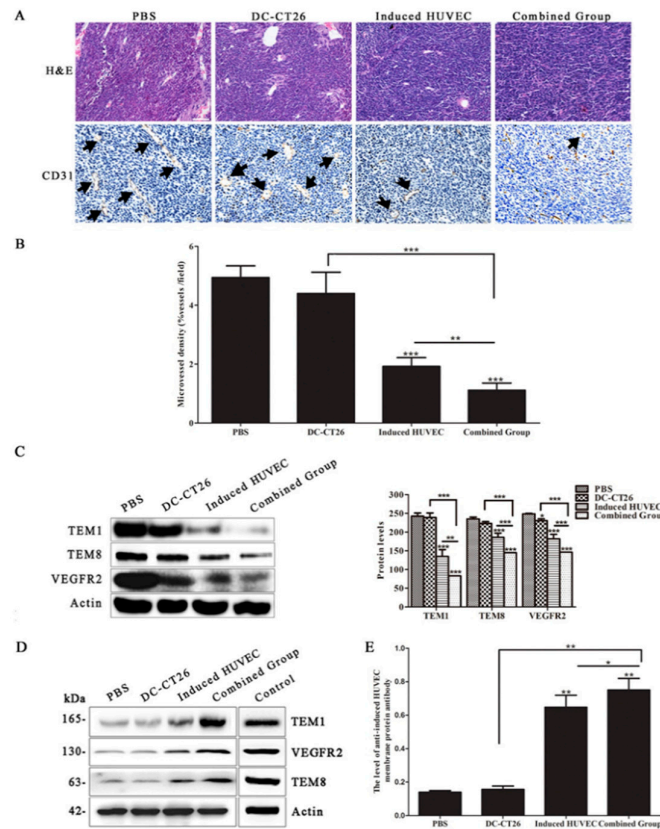 A
PBS
DC-CT26
Induced HUVEC
Combined Group
H&E
CD31
B
Microvessel density (%vessels /field)
6
4
2
0
***
**
***
***
PBS
DC-CT26
Induced HUVEC
Combined Group
C
PBS
DC-CT26
Induced HUVEC
Combined Group
TEM1
TEM8
VEGFR2
Actin
PBS
DC-CT26
Induced HUVEC
Combined Group
Protein levels
250
200
150
100
50
0
***
**
***
***
***
***
***
***
***
*
***
***
***
TEM1
TEM8
VEGFR2
D
kDa
PBS
DC-CT26
Induced HUVEC
Combined Group
Control
165-
TEM1
130-
VEGFR2
63-
TEM8
42-
Actin
E
The level of anti-induced HUVEC
membrane protein antibody
1.0
0.8
0.6
0.4
0.2
0.0
**
*
**
**
PBS
DC-CT26
Induced HUVEC
Combined Group